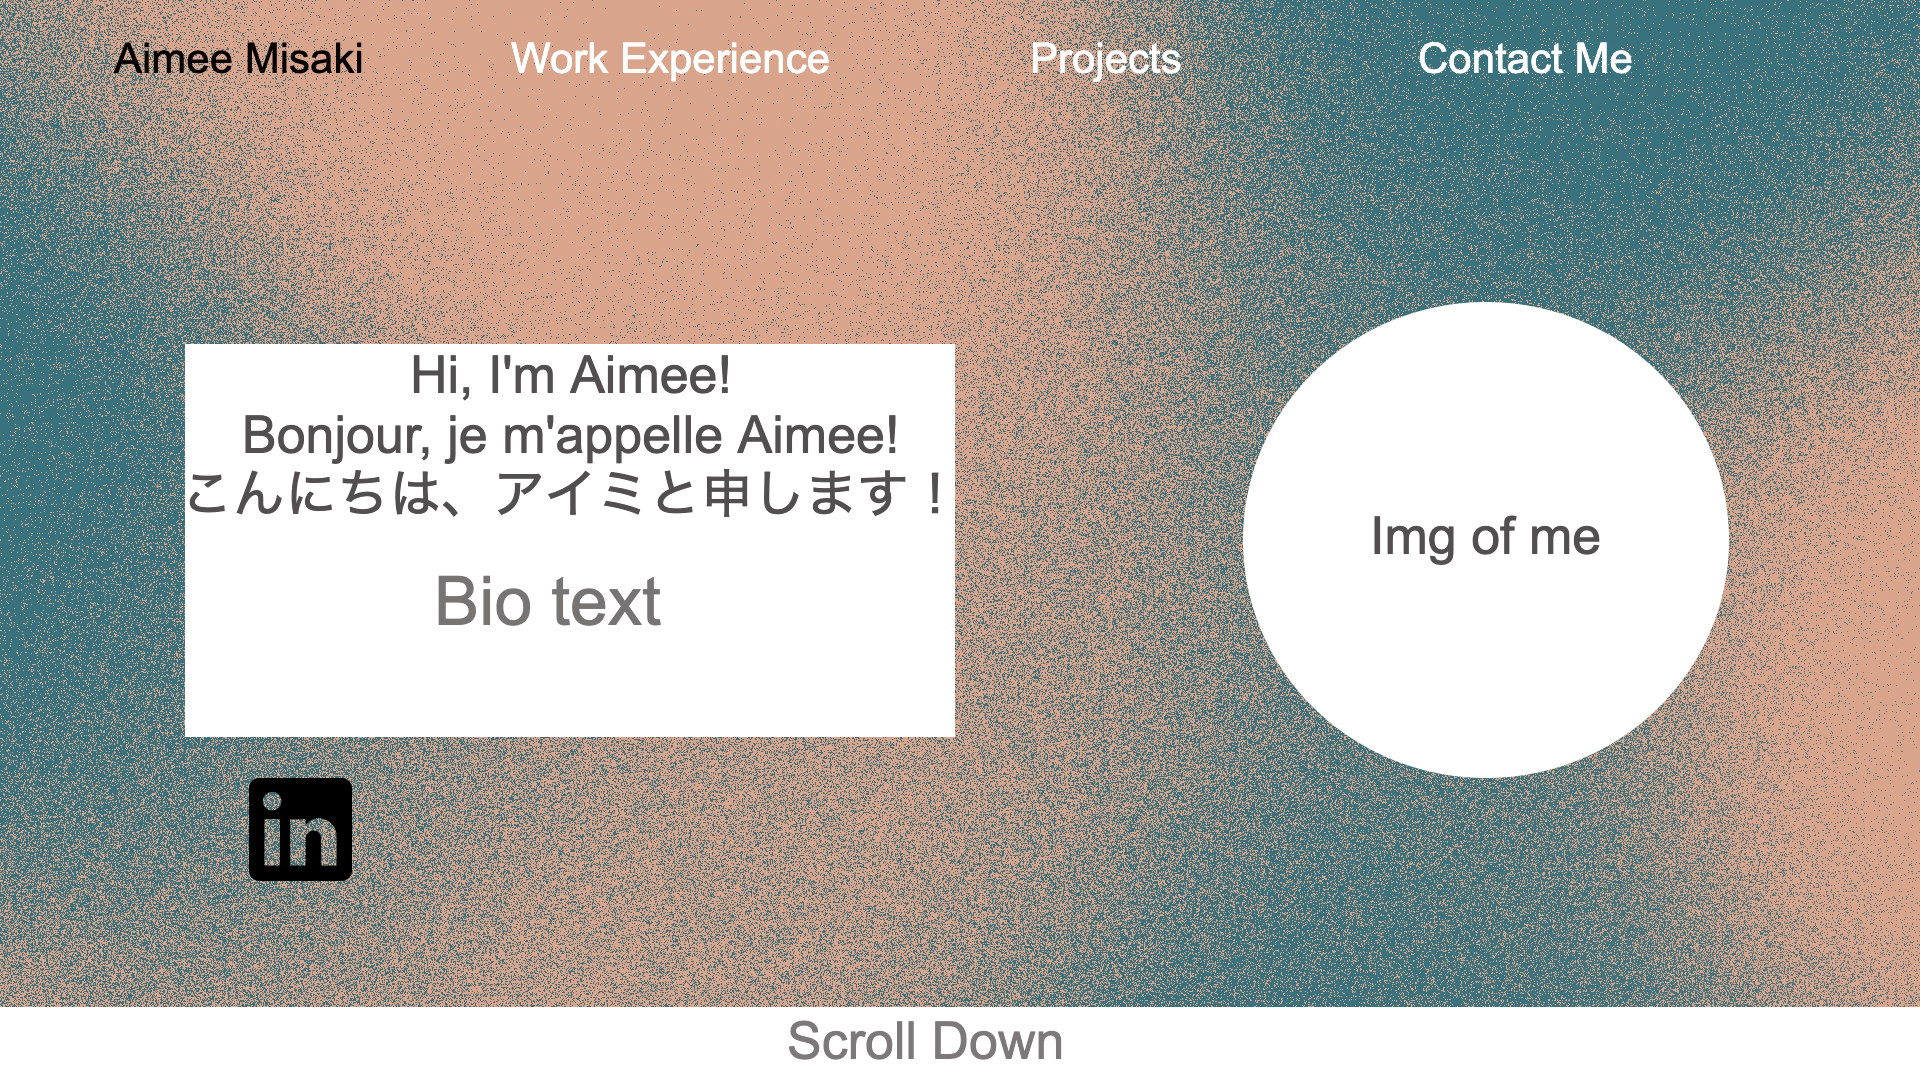 Aimee Misaki
Work Experience
Projects
Contact Me
Hi, I'm Aimee!
Bonjour, je m'appelle Aimee!
こんにちは、アイミと申します！
Bio text
Img of me
in
Scroll Down